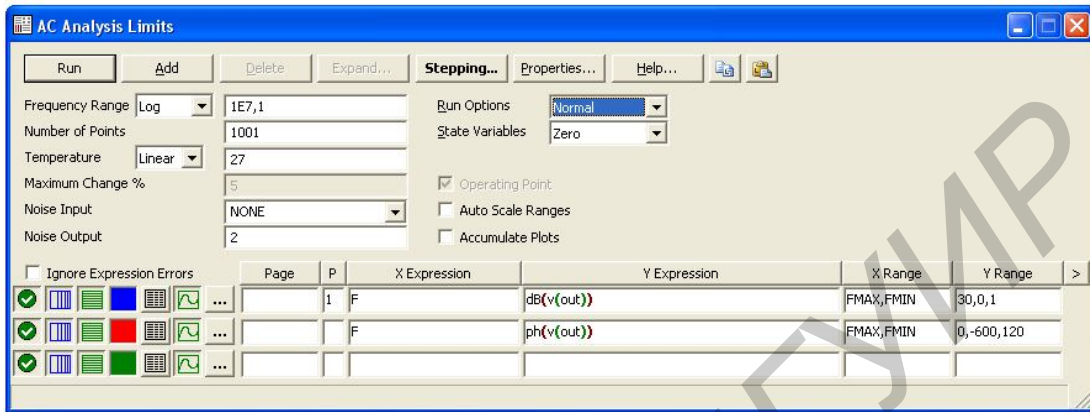 AC Analysis Limits
Run Add Delete Expand... Stepping... Properties... Help...
Frequency Range Log 1E7,1 Run Options Normal
Number of Points 1001 State Variables Zero
Temperature Linear 27
Maximum Change % 5 Operating Point
Noise Input NONE Auto Scale Ranges
Noise Output 2 Accumulate Plots
Ignore Expression Errors Page P X Expression Y Expression X Range Y Range >
... 1 F dB(v(out)) FMAX,FMIN 30,0,1
... F ph(v(out)) FMAX,FMIN 0,-600,120
...
ГУИР